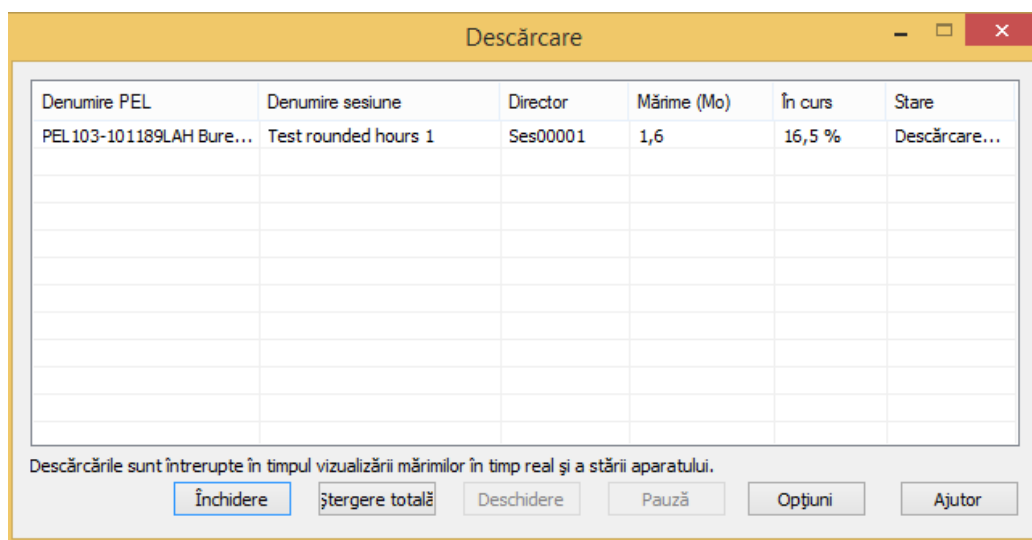 Descărcare
Denumire PEL Denumire sesiune Director Mărime (Mo) În curs Stare
PEL103-101189LAH Bure... Test rounded hours 1 Ses00001 1,6 16,5 % Descărcare...
Descărcările sunt întrerupte în timpul vizualizării mărimilor în timp real şi a stării aparatului.
Închidere Ştergere totală Deschidere Pauză Opţiuni Ajutor